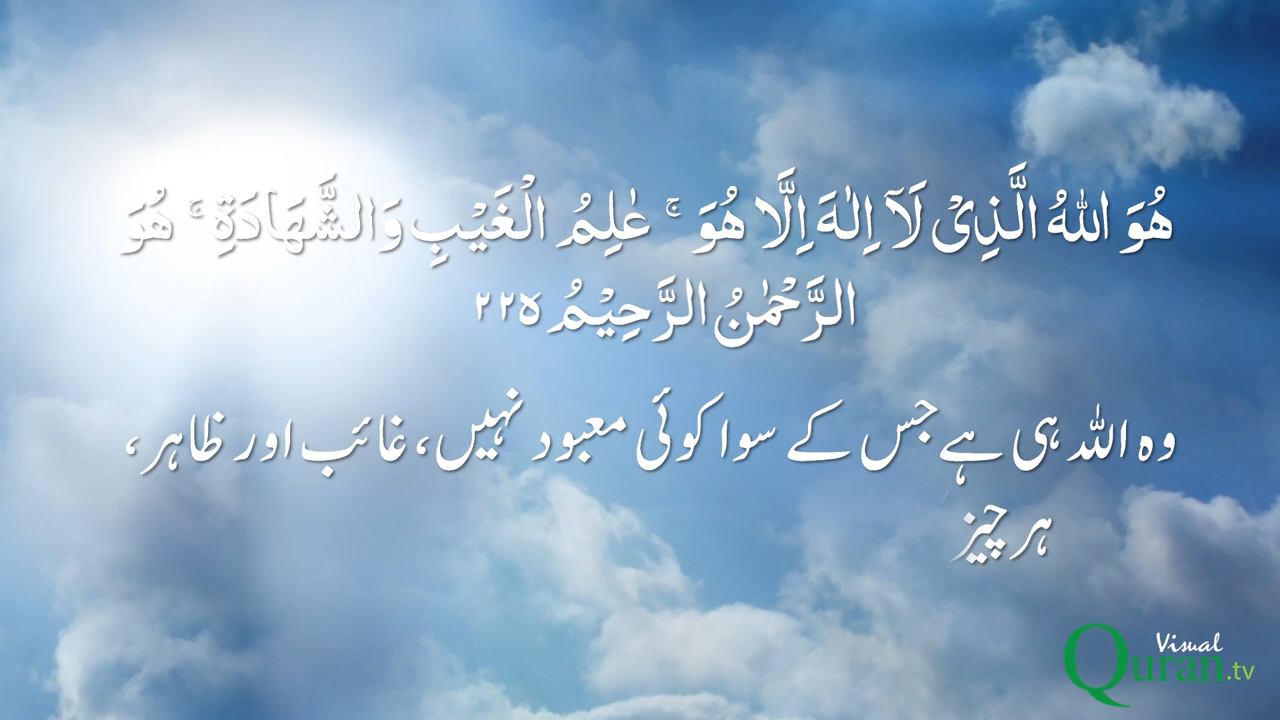 هُوَ اللّٰهُ الَّذِىْ لَاۤ اِلٰهَ اِلَّا هُوَ ۚ عٰلِمُ الْغَيْبِ وَالشَّهَادَةِ ۚ هُوَ
الرَّحْمٰنُ الرَّحِيْمُ ه۲۲
وہ اللہ ہی ہے جس کے سوا کوئی معبود نہیں، غائب اور ظاہر،
ہر چیز
Visual
Quran.tv